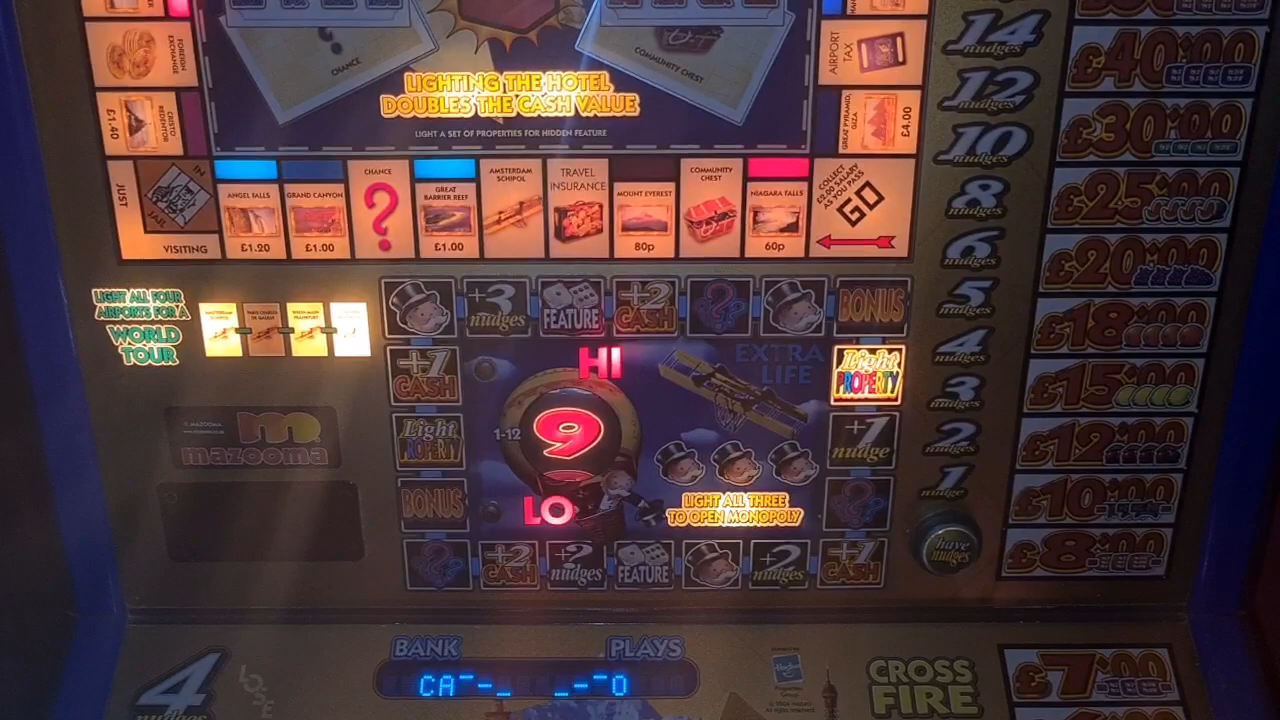 14
nudges
£40:00
FOREIGN
EXCHANGE
CHANCE
COMMUNITY CHEST
AIRPORT
TAX
LIGHTING THE HOTEL
DOUBLES THE CASH VALUE
LIGHT A SET OF PROPERTIES FOR HIDDEN FEATURE
12
nudges
£1.40
CRISTO
REDENTOR
GREAT PYRAMID,
GIZA
£4.00
10
nudges
£30:00
JUST
IN
JAIL
VISITING
ANGEL FALLS
£1.20
GRAND CANYON
£1.00
CHANCE
?
GREAT
BARRIER REEF
£1.00
AMSTERDAM
SCHIPOL
TRAVEL
INSURANCE
MOUNT EVEREST
80p
COMMUNITY
CHEST
NIAGARA FALLS
60p
COLLECT
£2.00 SALARY
AS YOU PASS
GO
8
nudges
£25:00
6
nudges
£20:00
LIGHT ALL FOUR
AIRPORTS FOR A
WORLD
TOUR
+3
nudges
FEATURE
+2
CASH
?
BONUS
5
nudges
£18:00
+1
CASH
HI
EXTRA
LIFE
Light
PROPERTY
4
nudges
£15:00
3
nudges
mazooma
Light
PROPERTY
1-12
9
+1
nudge
2
nudges
£12:00
BONUS
LO
LIGHT ALL THREE
TO OPEN MONOPOLY
?
1
nudge
£10:00
?
+2
CASH
+?
nudges
FEATURE
+2
nudges
+1
CASH
have
nudges
£8:00
BANK
PLAYS
4
nudges
LOSE
CROSS
FIRE
£7:00